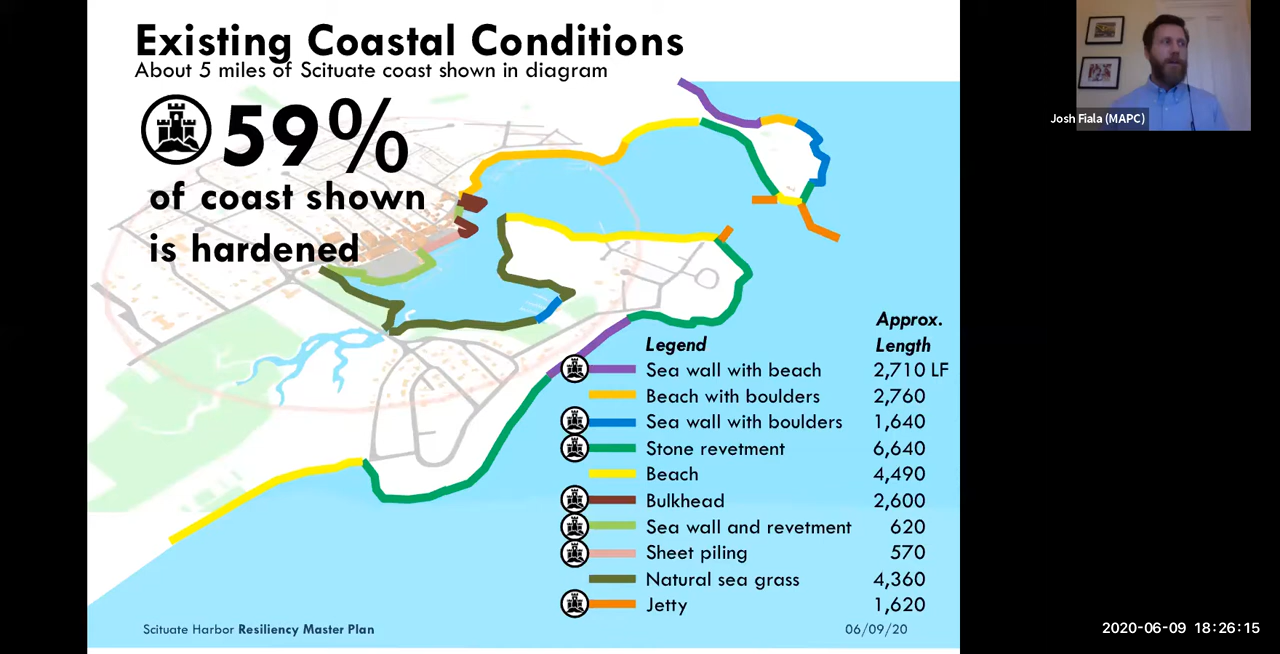 Existing Coastal Conditions
About 5 miles of Scituate coast shown in diagram
59%
of coast shown
is hardened
Josh Fiala (MAPC)
Legend Approx. Length
Sea wall with beach 2,710 LF
Beach with boulders 2,760
Sea wall with boulders 1,640
Stone revetment 6,640
Beach 4,490
Bulkhead 2,600
Sea wall and revetment 620
Sheet piling 570
Natural sea grass 4,360
Jetty 1,620
Scituate Harbor Resiliency Master Plan
06/09/20
2020-06-09 18:26:15